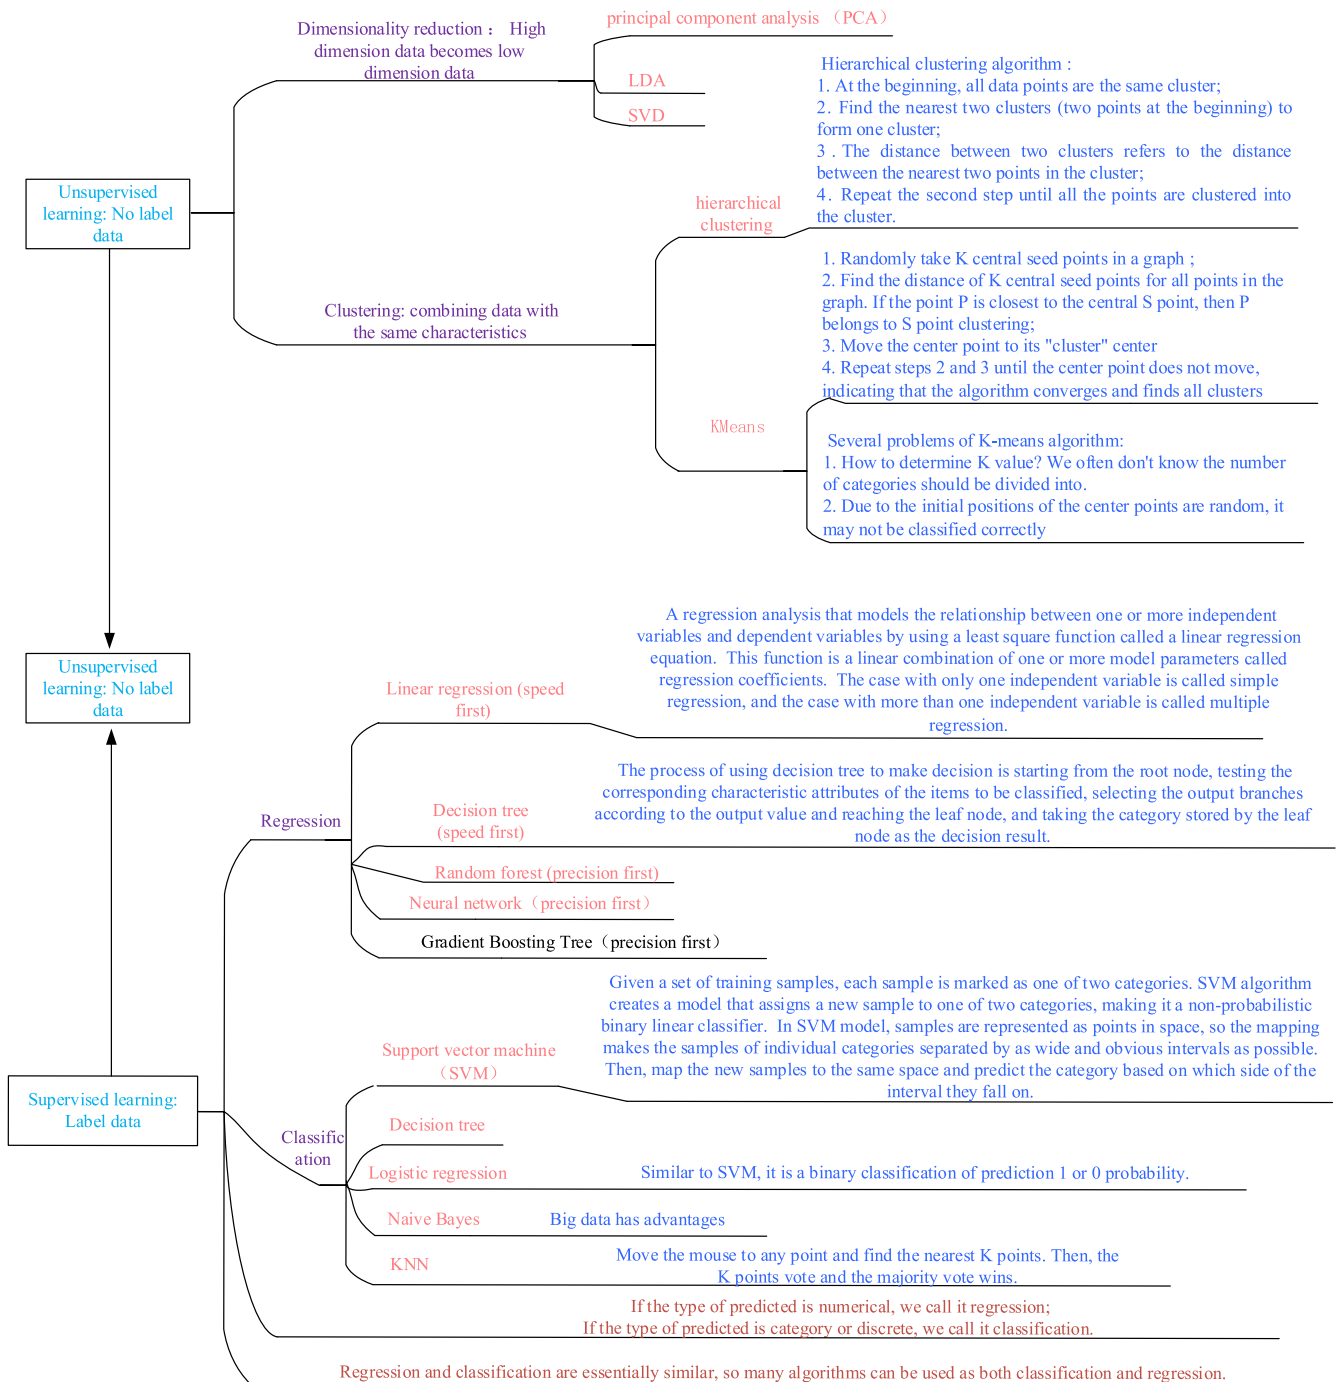 principal component analysis （PCA）
Dimensionality reduction： High
dimension data becomes low
dimension data
LDA
SVD
Hierarchical clustering algorithm :
1. At the beginning, all data points are the same cluster;
2. Find the nearest two clusters (two points at the beginning) to
form one cluster;
3 . The distance between two clusters refers to the distance
between the nearest two points in the cluster;
4. Repeat the second step until all the points are clustered into
the cluster.
Unsupervised
learning: No label
data
hierarchical
clustering
Clustering: combining data with
the same characteristics
1. Randomly take K central seed points in a graph ;
2. Find the distance of K central seed points for all points in the
graph. If the point P is closest to the central S point, then P
belongs to S point clustering;
3. Move the center point to its "cluster" center
4. Repeat steps 2 and 3 until the center point does not move,
indicating that the algorithm converges and finds all clusters
KMeans
Several problems of K-means algorithm:
1. How to determine K value? We often don't know the number
of categories should be divided into.
2. Due to the initial positions of the center points are random, it
may not be classified correctly
Unsupervised
learning: No label
data
A regression analysis that models the relationship between one or more independent
variables and dependent variables by using a least square function called a linear regression
equation.  This function is a linear combination of one or more model parameters called
regression coefficients.  The case with only one independent variable is called simple
regression, and the case with more than one independent variable is called multiple
regression.
Linear regression (speed
first)
The process of using decision tree to make decision is starting from the root node, testing the
corresponding characteristic attributes of the items to be classified, selecting the output branches
according to the output value and reaching the leaf node, and taking the category stored by the leaf
node as the decision result.
Regression
Decision tree
(speed first)
Random forest (precision first)
Neural network（precision first）
Gradient Boosting Tree（precision first）
Given a set of training samples, each sample is marked as one of two categories. SVM algorithm
creates a model that assigns a new sample to one of two categories, making it a non-probabilistic
binary linear classifier.  In SVM model, samples are represented as points in space, so the mapping
makes the samples of individual categories separated by as wide and obvious intervals as possible.
Then, map the new samples to the same space and predict the category based on which side of the
interval they fall on.
Support vector machine
（SVM）
Supervised learning:
Label data
Classific
ation
Decision tree
Logistic regression
Similar to SVM, it is a binary classification of prediction 1 or 0 probability.
Naive Bayes
Big data has advantages
KNN
Move the mouse to any point and find the nearest K points. Then, the
K points vote and the majority vote wins.
If the type of predicted is numerical, we call it regression;
If the type of predicted is category or discrete, we call it classification.
Regression and classification are essentially similar, so many algorithms can be used as both classification and regression.